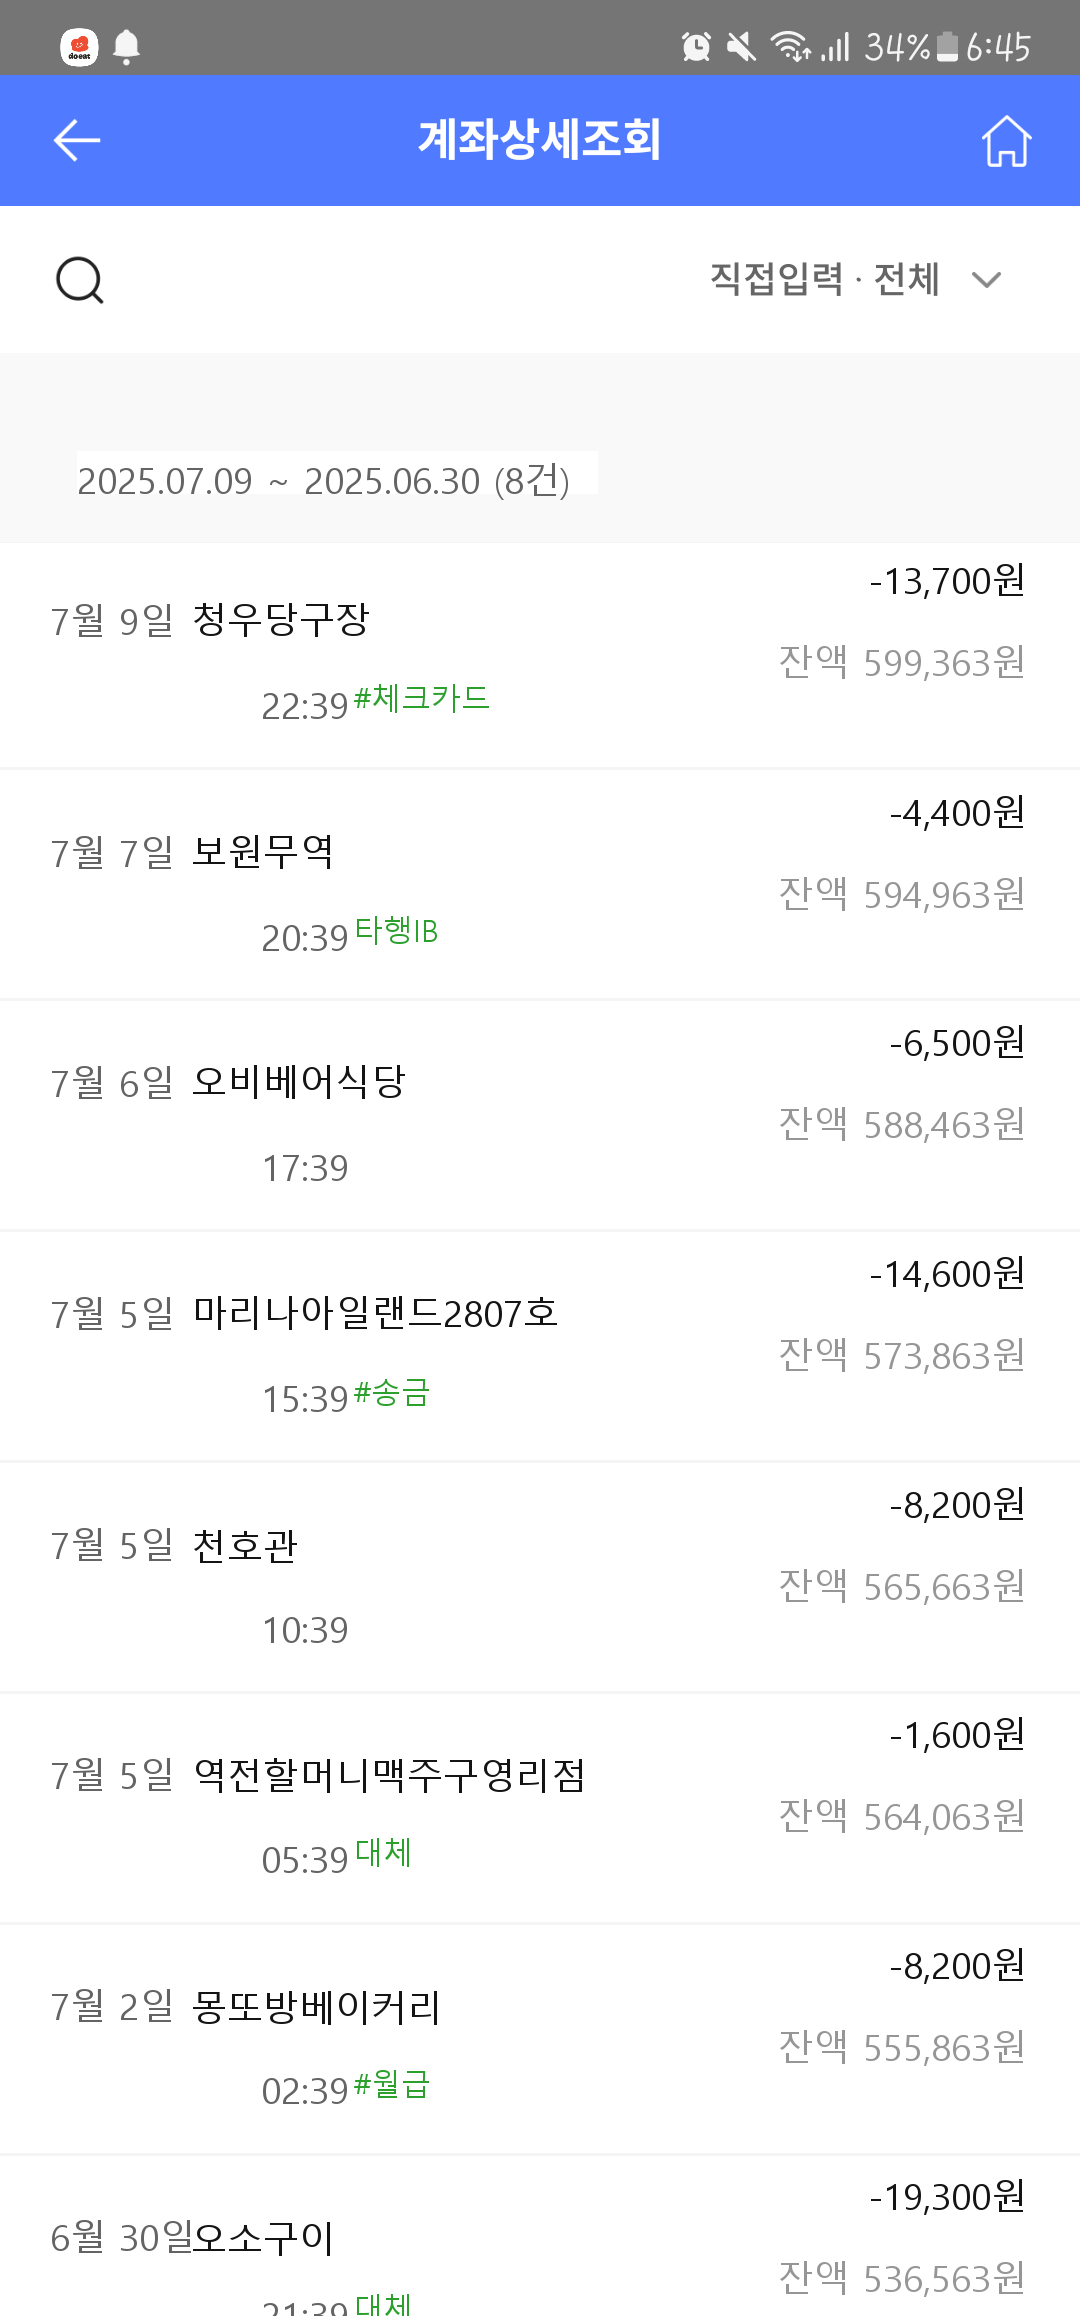 doeat
34% 6:45
계좌상세조회
직접입력 · 전체
2025.07.09 ~ 2025.06.30 (8건)
-13,700원
7월 9일 청우당구장
잔액 599,363원
22:39 #체크카드
-4,400원
7월 7일 보원무역
잔액 594,963원
20:39 타행IB
-6,500원
7월 6일 오비베어식당
잔액 588,463원
17:39
-14,600원
7월 5일 마리나아일랜드2807호
잔액 573,863원
15:39 #송금
-8,200원
7월 5일 천호관
잔액 565,663원
10:39
-1,600원
7월 5일 역전할머니맥주구영리점
잔액 564,063원
05:39 대체
-8,200원
7월 2일 몽또방베이커리
잔액 555,863원
02:39 #월급
-19,300원
6월 30일 오소구이
잔액 536,563원
21:39 대체